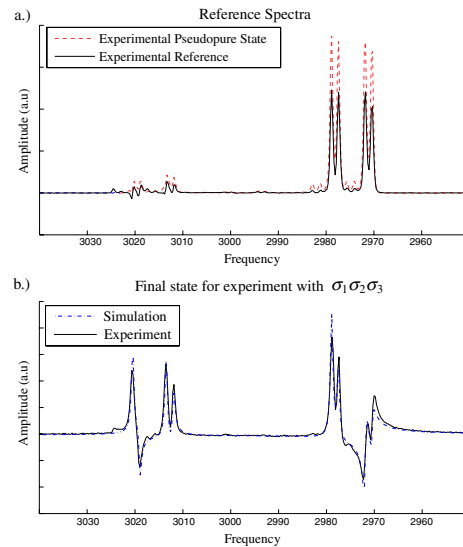 a.)
Reference Spectra
Experimental Pseudopure State
Experimental Reference
Amplitude (a.u)
3030 3020 3010 3000 2990 2980 2970 2960
Frequency
b.)
Final state for experiment with σ₁σ₂σ₃
Simulation
Experiment
Amplitude (a.u)
3030 3020 3010 3000 2990 2980 2970 2960
Frequency